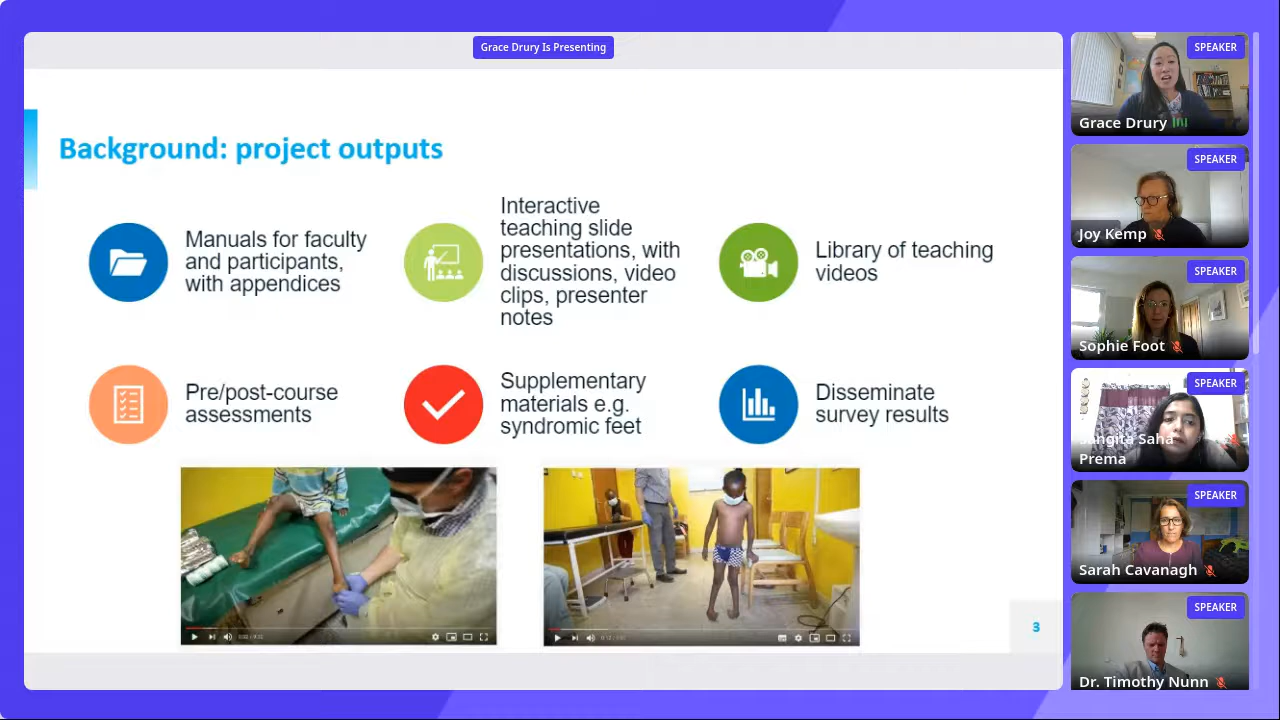 Grace Drury Is Presenting
Background: project outputs
Manuals for faculty
and participants,
with appendices
Interactive
teaching slide
presentations, with
discussions, video
clips, presenter
notes
Library of teaching
videos
Pre/post-course
assessments
Supplementary
materials e.g.
syndromic feet
Disseminate
survey results
3
SPEAKER
Grace Drury
SPEAKER
Joy Kemp
SPEAKER
Sophie Foot
SPEAKER
Sangita Saha
Prema
SPEAKER
Sarah Cavanagh
SPEAKER
Dr. Timothy Nunn